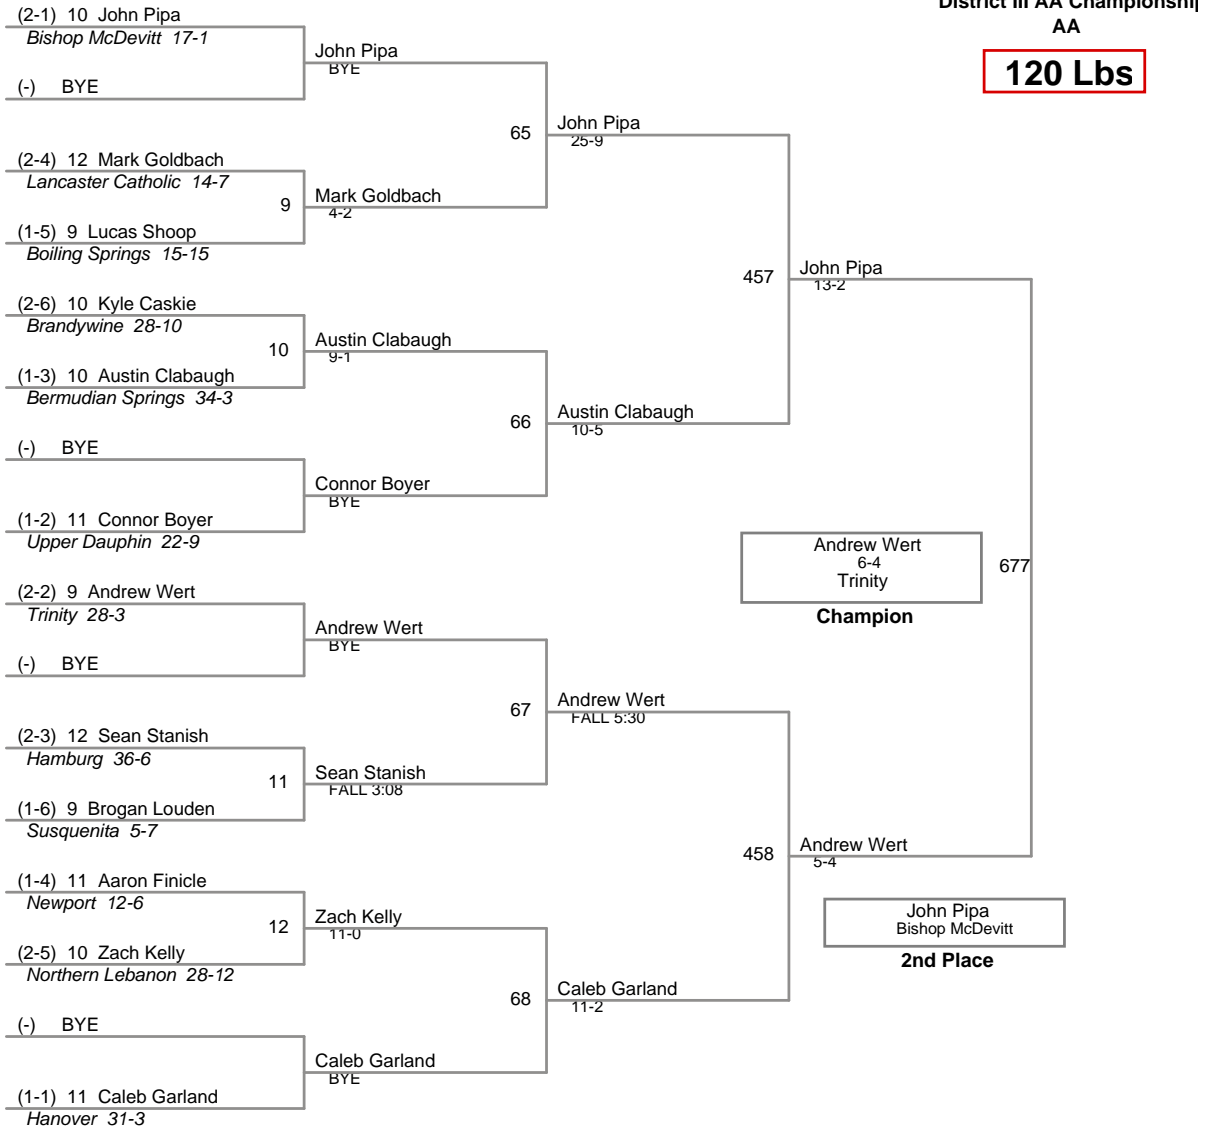 District III AA Championship
AA
120 Lbs
(2-1) 10 John Pipa
Bishop McDevitt 17-1
John Pipa
BYE
(-) BYE
65
John Pipa
25-9
(2-4) 12 Mark Goldbach
Lancaster Catholic 14-7
9
Mark Goldbach
4-2
(1-5) 9 Lucas Shoop
Boiling Springs 15-15
457
John Pipa
13-2
(2-6) 10 Kyle Caskie
Brandywine 28-10
10
Austin Clabaugh
9-1
(1-3) 10 Austin Clabaugh
Bermudian Springs 34-3
66
Austin Clabaugh
10-5
(-) BYE
Connor Boyer
BYE
(1-2) 11 Connor Boyer
Upper Dauphin 22-9
Andrew Wert
6-4
Trinity
677
Champion
(2-2) 9 Andrew Wert
Trinity 28-3
Andrew Wert
BYE
(-) BYE
67
Andrew Wert
FALL 5:30
(2-3) 12 Sean Stanish
Hamburg 36-6
11
Sean Stanish
FALL 3:08
(1-6) 9 Brogan Louden
Susquenita 5-7
458
Andrew Wert
5-4
(1-4) 11 Aaron Finicle
Newport 12-6
12
Zach Kelly
11-0
(2-5) 10 Zach Kelly
Northern Lebanon 28-12
John Pipa
Bishop McDevitt
2nd Place
68
Caleb Garland
11-2
(-) BYE
Caleb Garland
BYE
(1-1) 11 Caleb Garland
Hanover 31-3